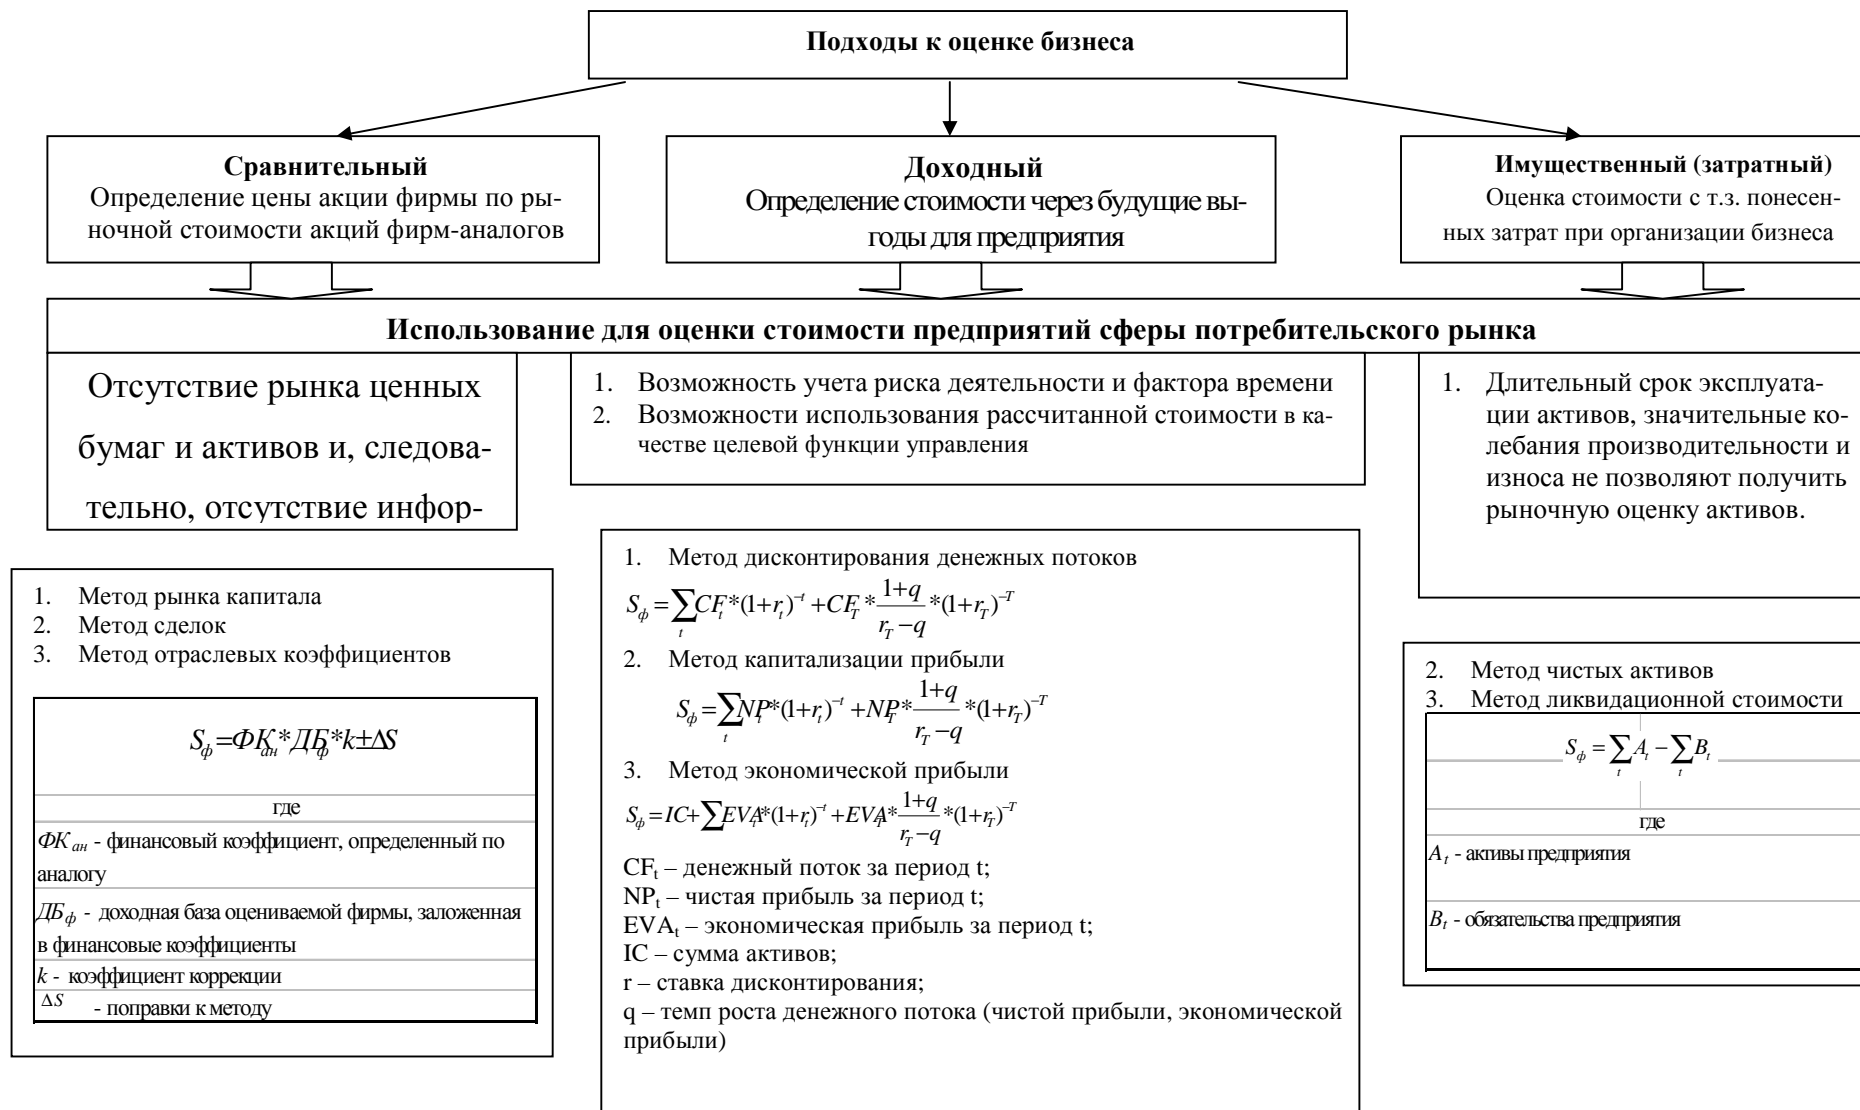 Подходы к оценке бизнеса
Сравнительный
Определение цены акции фирмы по ры-
ночной стоимости акций фирм-аналогов
Доходный
Определение стоимости через будущие вы-
годы для предприятия
Имущественный (затратный)
Оценка стоимости с т.з. понесен-
ных затрат при организации бизнеса
Использование для оценки стоимости предприятий сферы потребительского рынка
Отсутствие рынка ценных
бумаг и активов и, следова-
тельно, отсутствие инфор-
1. Возможность учета риска деятельности и фактора времени
2. Возможности использования рассчитанной стоимости в ка-
честве целевой функции управления
1. Длительный срок эксплуата-
ции активов, значительные ко-
лебания производительности и
износа не позволяют получить
рыночную оценку активов.
1. Метод рынка капитала
2. Метод сделок
3. Метод отраслевых коэффициентов
S_ф=ФК_ан*ДБ_ф*k±ΔS
где
ФК_ан - финансовый коэффициент, определенный по
аналогу
ДБ_ф - доходная база оцениваемой фирмы, заложенная
в финансовые коэффициенты
k - коэффициент коррекции
ΔS - поправки к методу
1. Метод дисконтирования денежных потоков
S_ф = ∑_t CF_t*(1+r_t)^{-t} + CF_T*\frac{1+q}{r_T-q}*(1+r_T)^{-T}
2. Метод капитализации прибыли
S_ф = ∑_t NP_t*(1+r_t)^{-t} + NP_T*\frac{1+q}{r_T-q}*(1+r_T)^{-T}
3. Метод экономической прибыли
S_ф = IC+∑EVA_t*(1+r_t)^{-t} + EVA_T*\frac{1+q}{r_T-q}*(1+r_T)^{-T}
CF_t – денежный поток за период t;
NP_t – чистая прибыль за период t;
EVA_t – экономическая прибыль за период t;
IC – сумма активов;
r – ставка дисконтирования;
q – темп роста денежного потока (чистой прибыли, экономической
прибыли)
2. Метод чистых активов
3. Метод ликвидационной стоимости
S_ф = ∑_t A_t − ∑_t B_t
где
A_t - активы предприятия
B_t - обязательства предприятия